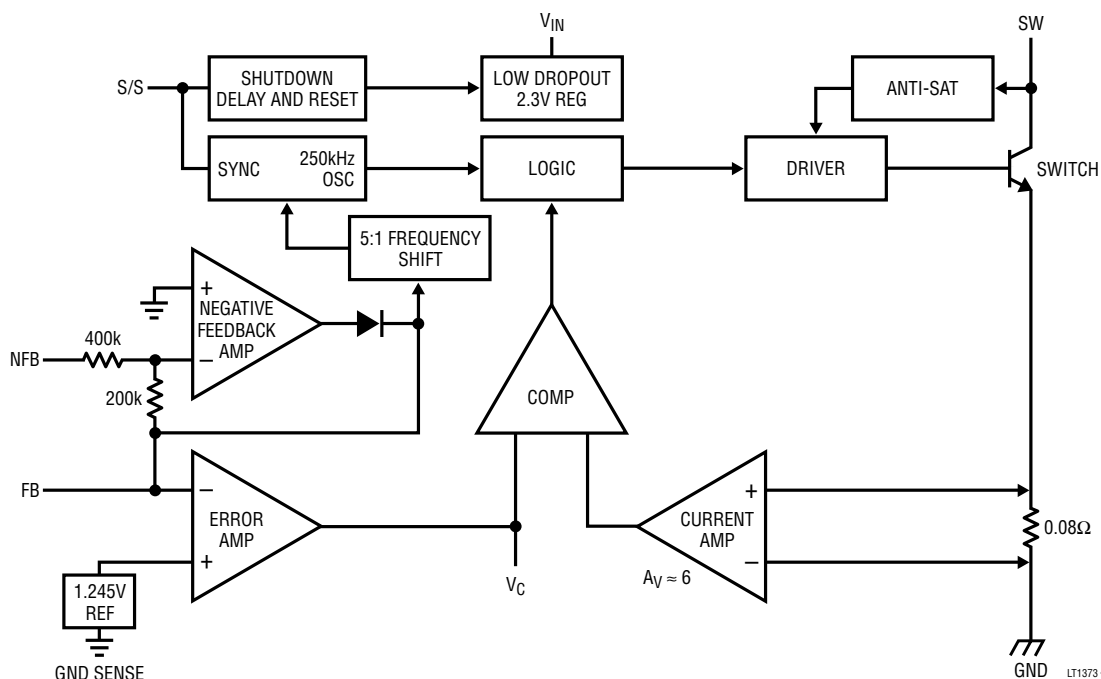 V_IN
SW
S/S
SHUTDOWN
DELAY AND RESET
LOW DROPOUT
2.3V REG
ANTI-SAT
SYNC
250kHz
OSC
LOGIC
DRIVER
SWITCH
5:1 FREQUENCY
SHIFT
+
NEGATIVE
FEEDBACK
AMP
–
NFB
400k
200k
COMP
FB
–
ERROR
AMP
+
+
CURRENT
AMP
–
A_V ≈ 6
0.08Ω
1.245V
REF
V_C
GND SENSE
GND
LT1373